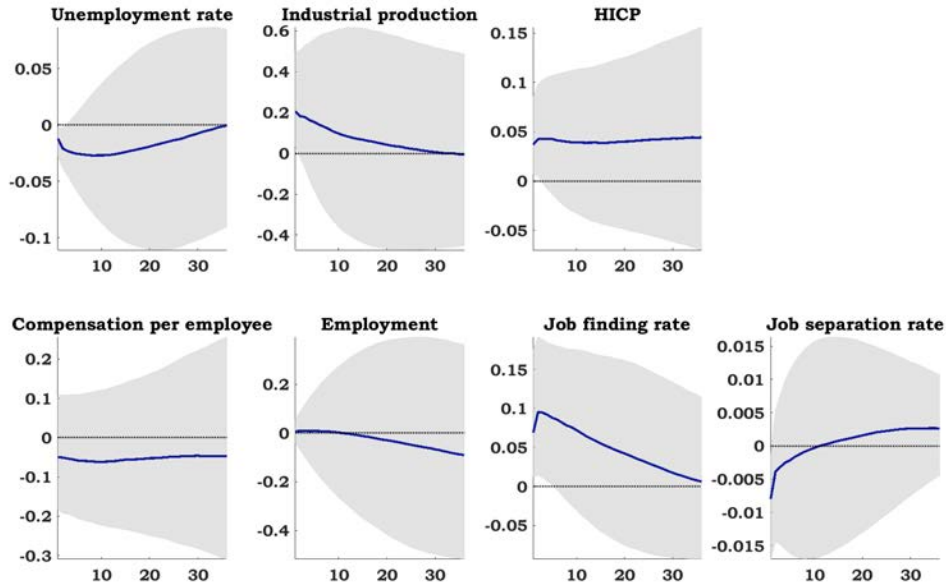 Unemployment rate
0.05
0
-0.05
-0.1
10 20 30
Industrial production
0.6
0.4
0.2
0
-0.2
-0.4
10 20 30
HICP
0.15
0.1
0.05
0
-0.05
10 20 30
Compensation per employee
0.2
0.1
0
-0.1
-0.2
-0.3
10 20 30
Employment
0.2
0
-0.2
-0.4
10 20 30
Job finding rate
0.15
0.1
0.05
0
-0.05
10 20 30
Job separation rate
0.015
0.01
0.005
0
-0.005
-0.01
-0.015
10 20 30